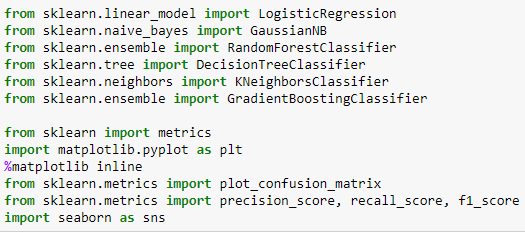 from sklearn.linear_model import LogisticRegression
from sklearn.naive_bayes import GaussianNB
from sklearn.ensemble import RandomForestClassifier
from sklearn.tree import DecisionTreeClassifier
from sklearn.neighbors import KNeighborsClassifier
from sklearn.ensemble import GradientBoostingClassifier
from sklearn import metrics
import matplotlib.pyplot as plt
%matplotlib inline
from sklearn.metrics import plot_confusion_matrix
from sklearn.metrics import precision_score, recall_score, f1_score
import seaborn as sns